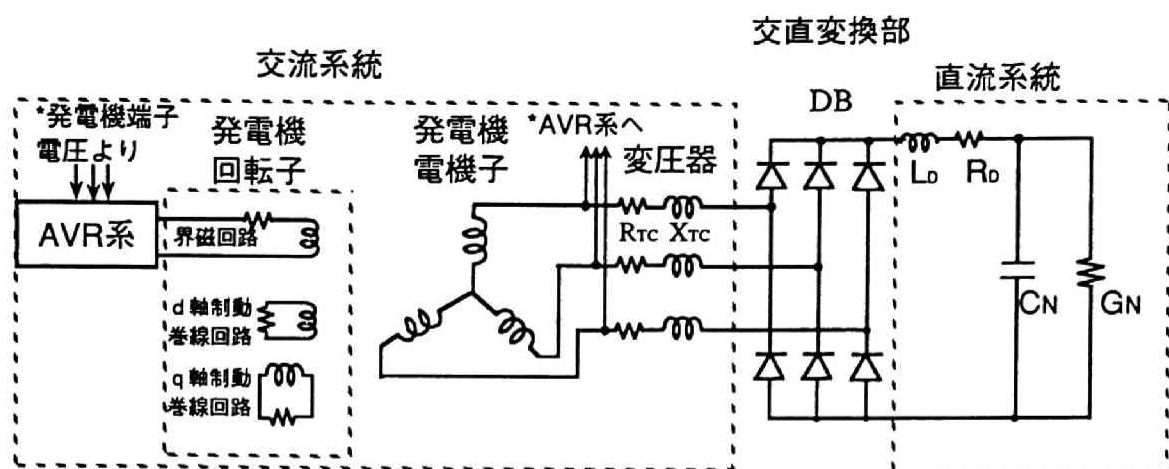 交直変換部
交流系統
直流系統
DB
*発電機端子
電圧より
発電機
回転子
発電機
電機子
*AVR系へ
変圧器
AVR系
界磁回路
RTC XTC
LD RD
d軸制動
巻線回路
q軸制動
巻線回路
CN GN